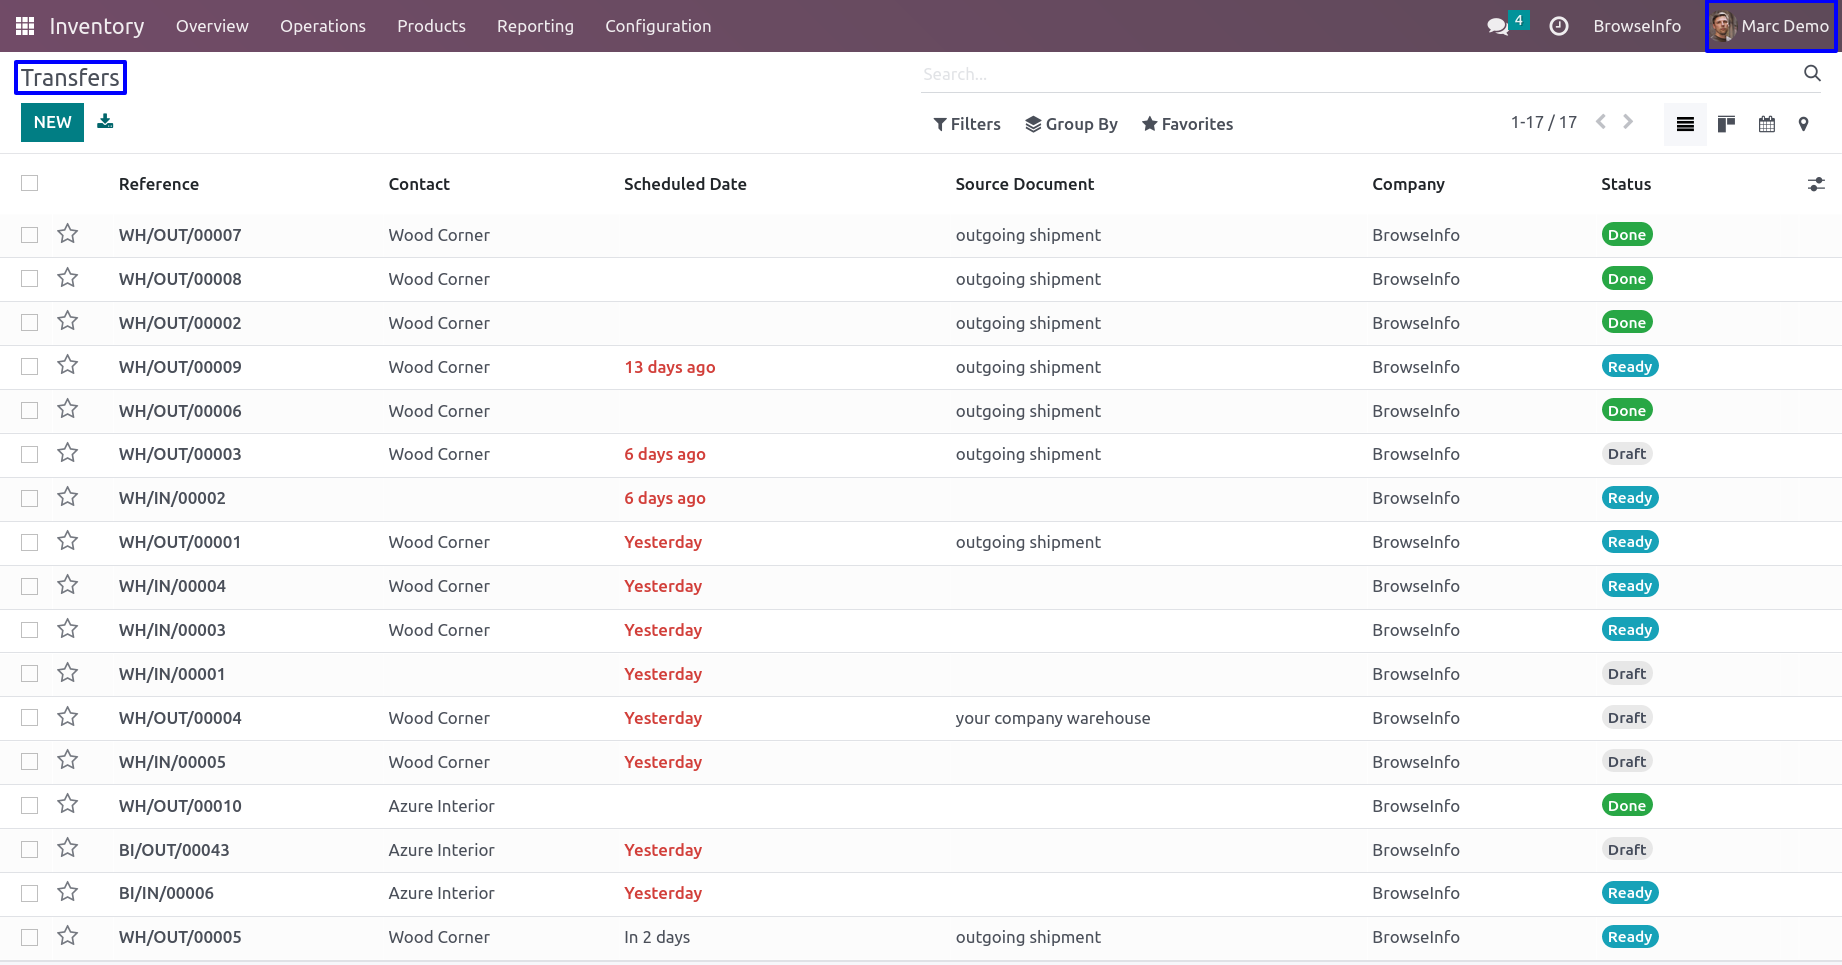 Inventory Overview Operations Products Reporting Configuration 4 BrowseInfo Marc Demo
Transfers Search...
NEW Filters Group By Favorites 1-17 / 17
Reference Contact Scheduled Date Source Document Company Status
WH/OUT/00007 Wood Corner outgoing shipment BrowseInfo Done
WH/OUT/00008 Wood Corner outgoing shipment BrowseInfo Done
WH/OUT/00002 Wood Corner outgoing shipment BrowseInfo Done
WH/OUT/00009 Wood Corner 13 days ago outgoing shipment BrowseInfo Ready
WH/OUT/00006 Wood Corner outgoing shipment BrowseInfo Done
WH/OUT/00003 Wood Corner 6 days ago outgoing shipment BrowseInfo Draft
WH/IN/00002 6 days ago BrowseInfo Ready
WH/OUT/00001 Wood Corner Yesterday outgoing shipment BrowseInfo Ready
WH/IN/00004 Wood Corner Yesterday BrowseInfo Ready
WH/IN/00003 Wood Corner Yesterday BrowseInfo Ready
WH/IN/00001 Yesterday BrowseInfo Draft
WH/OUT/00004 Wood Corner Yesterday your company warehouse BrowseInfo Draft
WH/IN/00005 Wood Corner Yesterday BrowseInfo Draft
WH/OUT/00010 Azure Interior BrowseInfo Done
BI/OUT/00043 Azure Interior Yesterday BrowseInfo Draft
BI/IN/00006 Azure Interior Yesterday BrowseInfo Ready
WH/OUT/00005 Wood Corner In 2 days outgoing shipment BrowseInfo Ready